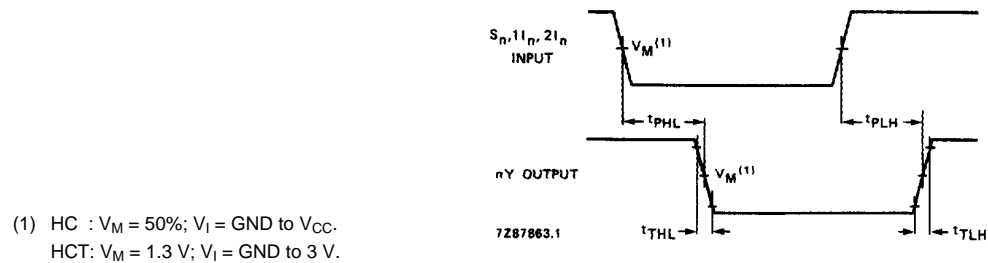 Sn,1In, 2In
INPUT
VM(1)
tPHL
tPLH
nY OUTPUT
VM(1)
7Z87863.1
tTHL
tTLH
(1) HC : VM = 50%; VI = GND to VCC.
HCT: VM = 1.3 V; VI = GND to 3 V.